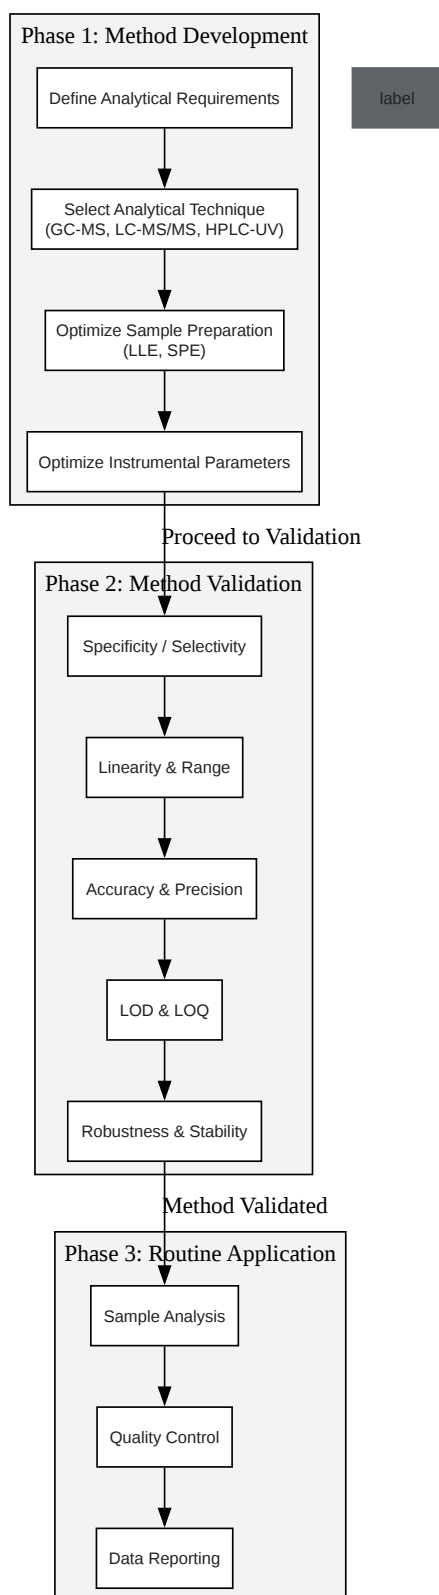 Phase 1: Method Development
Define Analytical Requirements
label
Select Analytical Technique
(GC-MS, LC-MS/MS, HPLC-UV)
Optimize Sample Preparation
(LLE, SPE)
Optimize Instrumental Parameters
Proceed to Validation
Phase 2: Method Validation
Specificity / Selectivity
Linearity & Range
Accuracy & Precision
LOD & LOQ
Robustness & Stability
Method Validated
Phase 3: Routine Application
Sample Analysis
Quality Control
Data Reporting